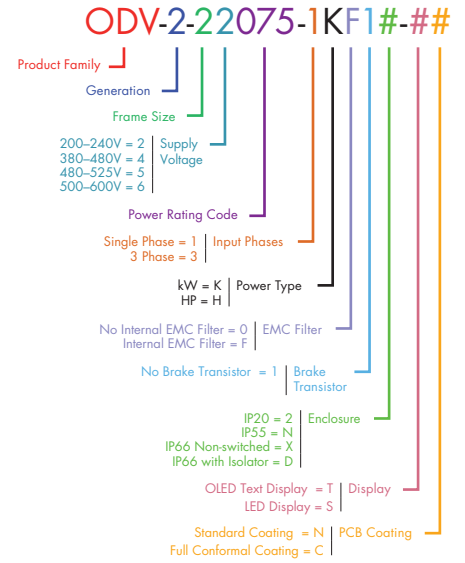 ODV-2-22075-1KF1#-##
Product Family
Generation
Frame Size
200–240V = 2 | Supply
380–480V = 4 | Voltage
480–525V = 5
500–600V = 6
Power Rating Code
Single Phase = 1 | Input Phases
3 Phase = 3
kW = K | Power Type
HP = H
No Internal EMC Filter = 0 | EMC Filter
Internal EMC Filter = F
No Brake Transistor = 1 | Brake
Transistor
IP20 = 2 | Enclosure
IP55 = N
IP66 Non-switched = X
IP66 with Isolator = D
OLED Text Display = T | Display
LED Display = S
Standard Coating = N | PCB Coating
Full Conformal Coating = C